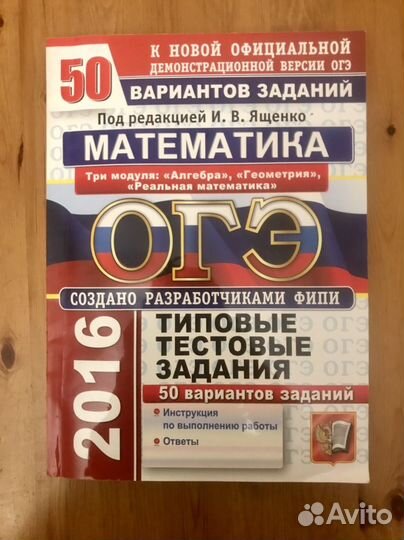 50
К НОВОЙ ОФИЦИАЛЬНОЙ
ДЕМОНСТРАЦИОННОЙ ВЕРСИИ ОГЭ
ВАРИАНТОВ ЗАДАНИЙ
Под редакцией И. В. Ященко
МАТЕМАТИКА
Три модуля: «Алгебра», «Геометрия»,
«Реальная математика»
ОГЭ
СОЗДАНО РАЗРАБОТЧИКАМИ ФИПИ
2016
ТИПОВЫЕ
ТЕСТОВЫЕ
ЗАДАНИЯ
50 вариантов заданий
Инструкция
по выполнению работы
Ответы
Avito